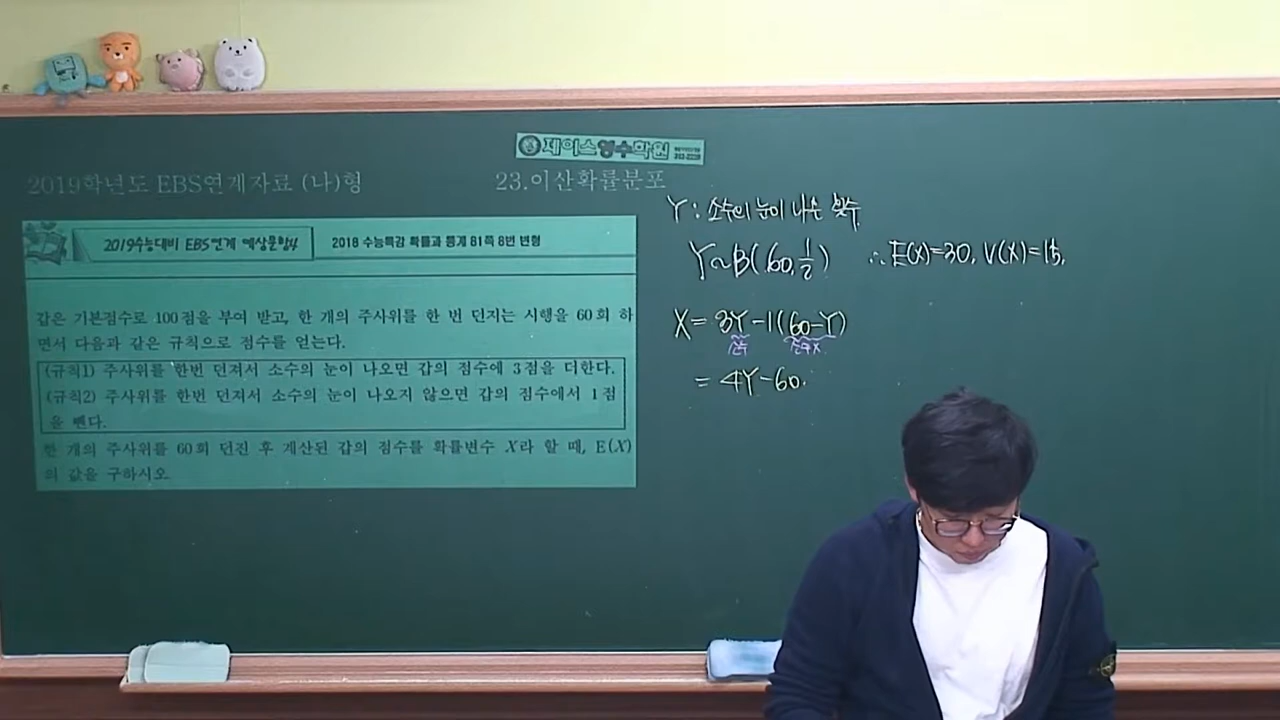 제이스영수학원
2019학년도 EBS연계자료 (나)형
23.이산확률분포
2019수능대비 EBS연계 예상문항4
2018 수능특강 확률과 통계 81쪽 8번 변형
갑은 기본점수로 100점을 부여 받고, 한 개의 주사위를 한 번 던지는 시행을 60회 하
면서 다음과 같은 규칙으로 점수를 얻는다.
(규칙1) 주사위를 한번 던져서 소수의 눈이 나오면 갑의 점수에 3점을 더한다.
(규칙2) 주사위를 한번 던져서 소수의 눈이 나오지 않으면 갑의 점수에서 1점
을 뺀다.
한 개의 주사위를 60회 던진 후 계산된 갑의 점수를 확률변수 X라 할 때, E(X)
의 값을 구하시오.
Y : 소수의 눈이 나온 횟수
Y~B(60, 1/2) ∴ E(X)=30, V(X)=15,
X = 3Y-1(60-Y)
소수 소수X
= 4Y-60.